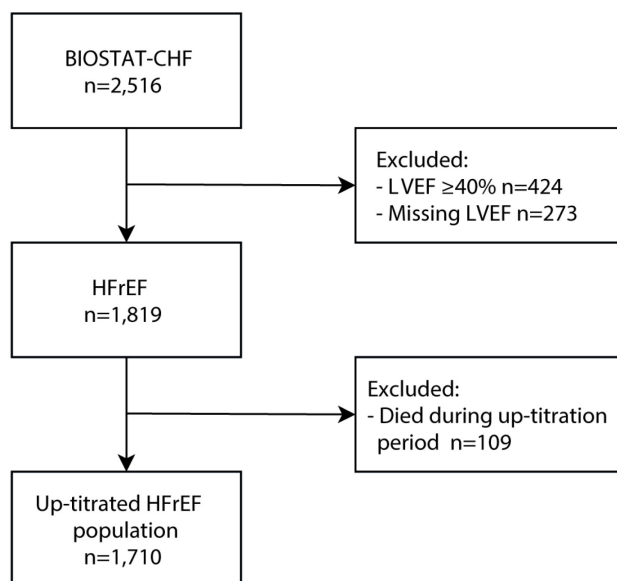 BIOSTAT-CHF
n=2,516
Excluded:
- LVEF ≥40% n=424
- Missing LVEF n=273
HFrEF
n=1,819
Excluded:
- Died during up-titration
period n=109
Up-titrated HFrEF
population
n=1,710